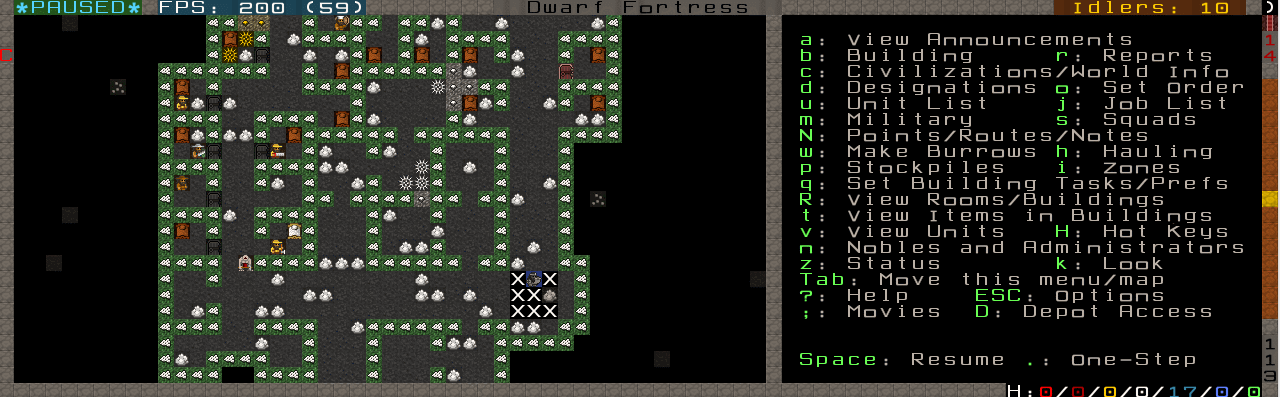 *PAUSED* FPS: 200 (59) Dwarf Fortress Idlers: 10
a: View Announcements
b: Building r: Reports
c: Civilizations/World Info
d: Designations o: Set Order
u: Unit List j: Job List
m: Military s: Squads
N: Points/Routes/Notes
w: Make Burrows h: Hauling
p: Stockpiles i: Zones
q: Set Building Tasks/Prefs
R: View Rooms/Buildings
t: View Items in Buildings
v: View Units H: Hot Keys
n: Nobles and Administrators
z: Status k: Look
Tab: Move this menu/map
?: Help ESC: Options
;: Movies D: Depot Access
Space: Resume .: One-Step
H:0/0/0/0/17/0/0